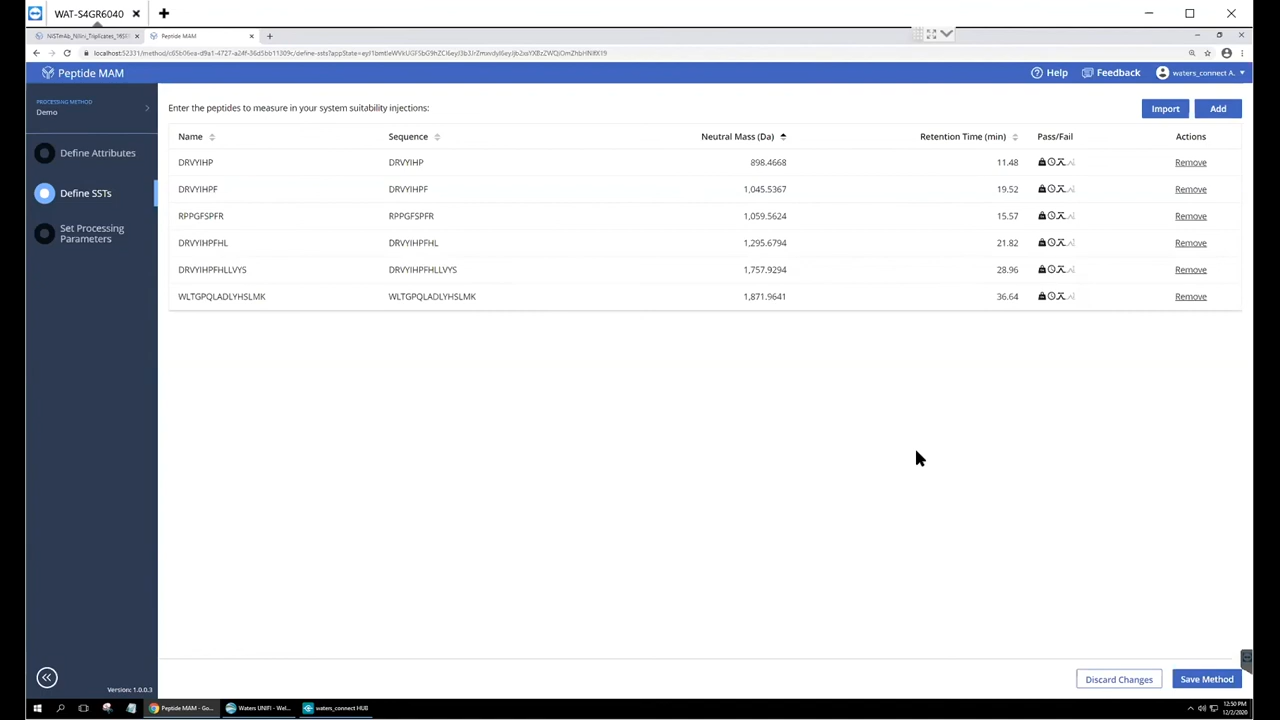 WAT-S4GR6040
Peptide MAM
Peptide MAM
Help
Feedback
waters_connect A.
PROCESSING METHOD
Demo
Define Attributes
Define SSTs
Set Processing
Parameters
Enter the peptides to measure in your system suitability injections:
Import
Add
Name Sequence Neutral Mass (Da) Retention Time (min) Pass/Fail Actions
DRVYIHP DRVYIHP 898.4668 11.48 Remove
DRVYIHPF DRVYIHPF 1,045.5367 19.52 Remove
RPPGFSPFR RPPGFSPFR 1,059.5624 15.57 Remove
DRVYIHPFHL DRVYIHPFHL 1,295.6794 21.82 Remove
DRVYIHPFHLLVYS DRVYIHPFHLLVYS 1,757.9294 28.96 Remove
WLTGPQLADLYHSLMK WLTGPQLADLYHSLMK 1,871.9641 36.64 Remove
Discard Changes
Save Method
Version: 1.0.0.3
Peptide MAM - Go...
Waters UNIFI - Wel...
waters_connect HUB
12:50 PM
12/2/2020